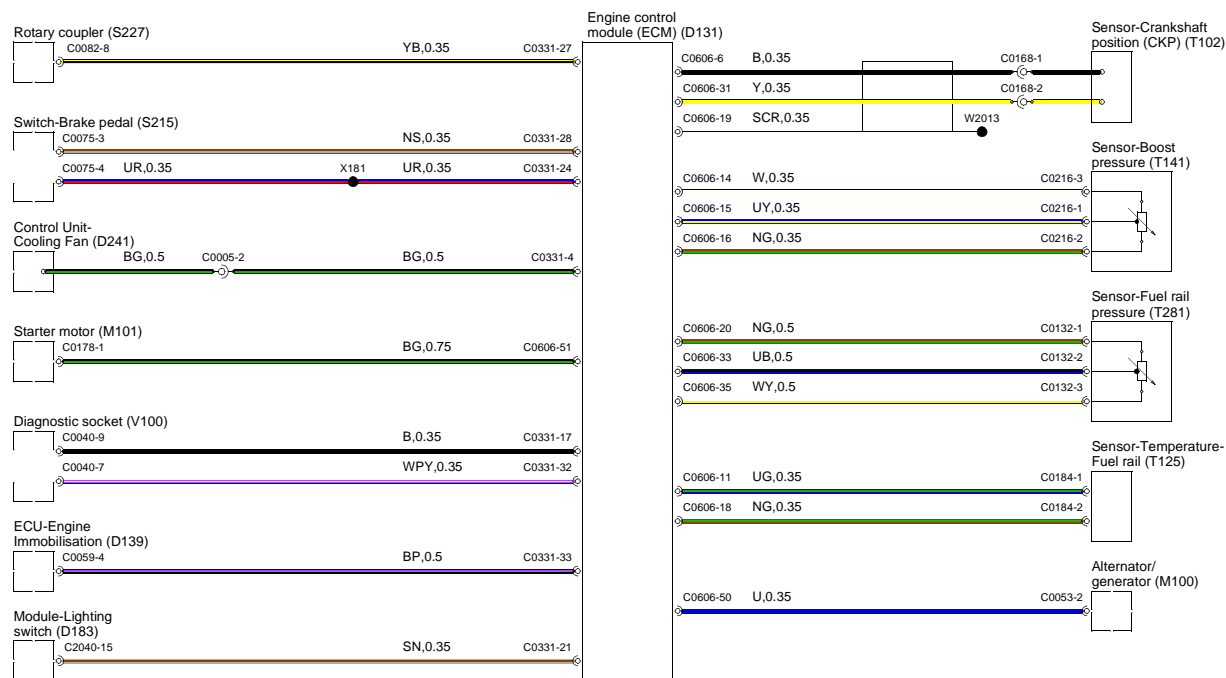 Rotary coupler (S227)
C0082-8 YB,0.35 C0331-27
Switch-Brake pedal (S215)
C0075-3 NS,0.35 C0331-28
C0075-4 UR,0.35 X181 UR,0.35 C0331-24
Control Unit-
Cooling Fan (D241)
BG,0.5 C0005-2 BG,0.5 C0331-4
Starter motor (M101)
C0178-1 BG,0.75 C0606-51
Diagnostic socket (V100)
C0040-9 B,0.35 C0331-17
C0040-7 WPY,0.35 C0331-32
ECU-Engine
Immobilisation (D139)
C0059-4 BP,0.5 C0331-33
Module-Lighting
switch (D183)
C2040-15 SN,0.35 C0331-21
Engine control
module (ECM) (D131)
Sensor-Crankshaft
position (CKP) (T102)
C0606-6 B,0.35 C0168-1
C0606-31 Y,0.35 C0168-2
C0606-19 SCR,0.35 W2013
Sensor-Boost
pressure (T141)
C0606-14 W,0.35 C0216-3
C0606-15 UY,0.35 C0216-1
C0606-16 NG,0.35 C0216-2
Sensor-Fuel rail
pressure (T281)
C0606-20 NG,0.5 C0132-1
C0606-33 UB,0.5 C0132-2
C0606-35 WY,0.5 C0132-3
Sensor-Temperature-
Fuel rail (T125)
C0606-11 UG,0.35 C0184-1
C0606-18 NG,0.35 C0184-2
Alternator/
generator (M100)
C0606-50 U,0.35 C0053-2